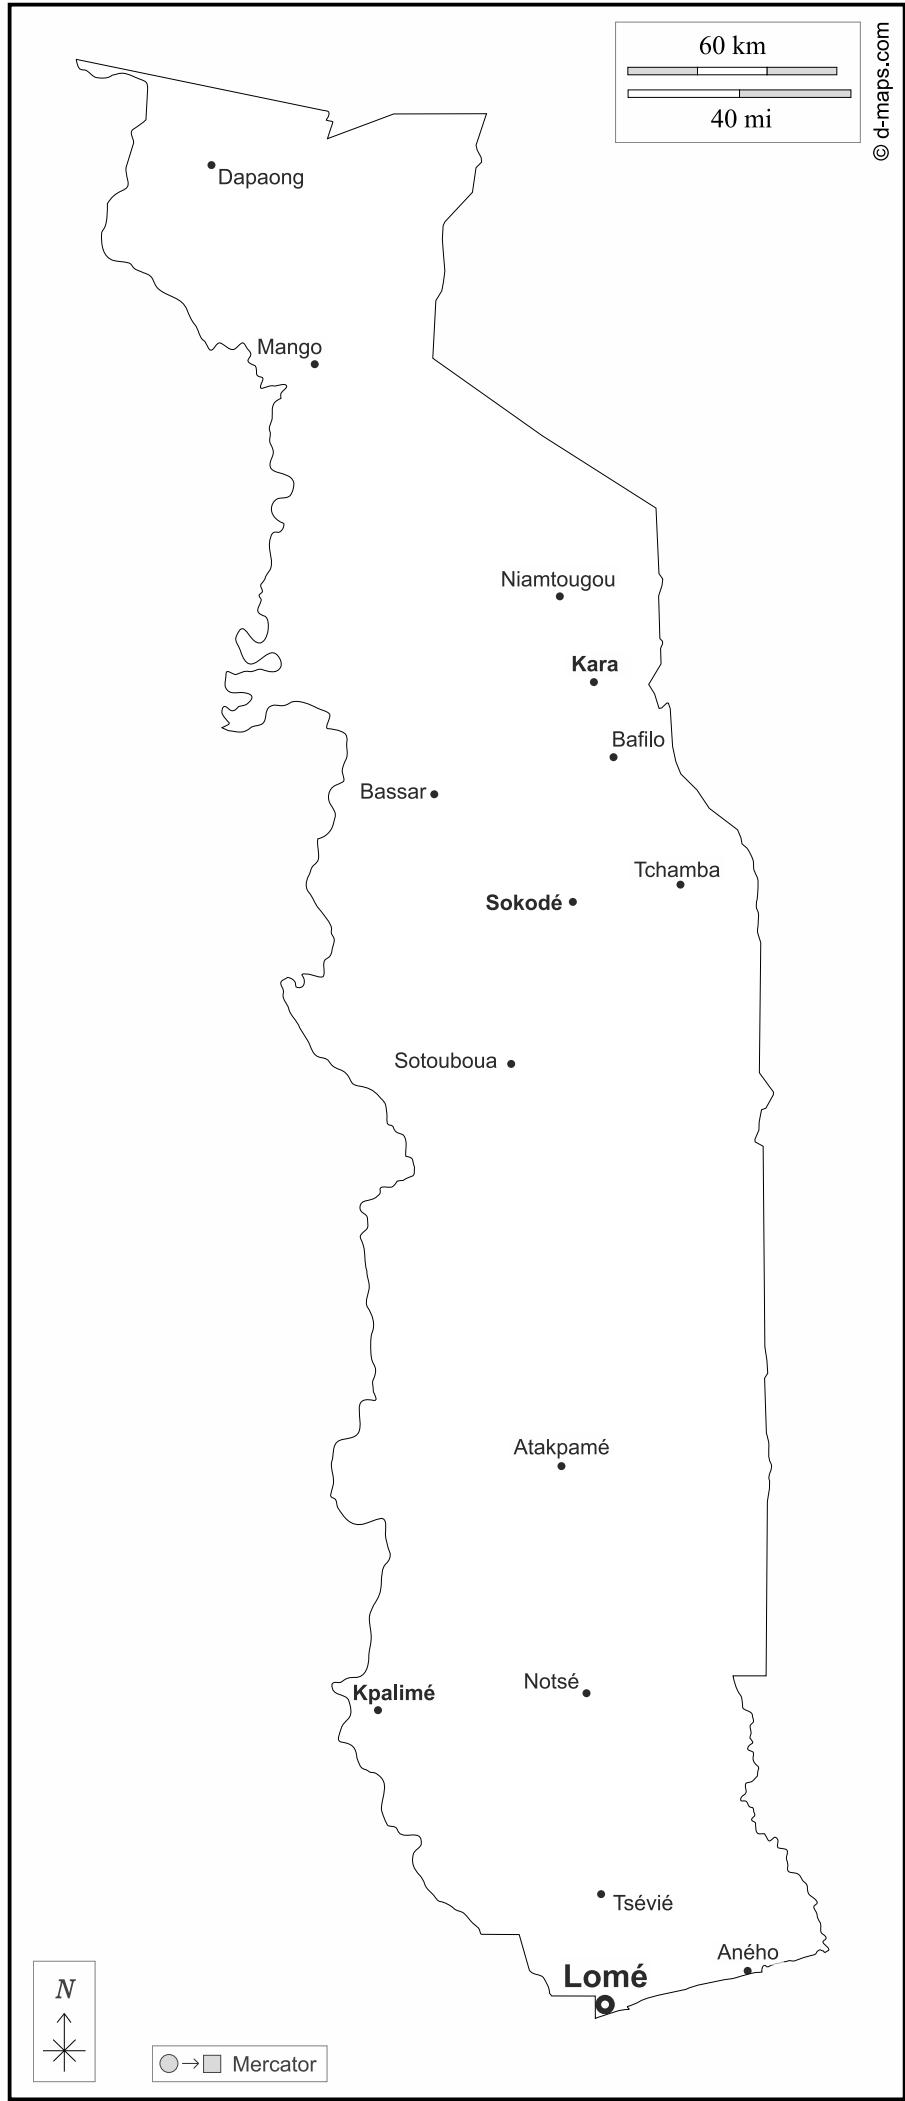 60 km
40 mi
© d-maps.com
Dapaong
Mango
Niamtougou
Kara
Bafilo
Bassar
Tchamba
Sokodé
Sotouboua
Atakpamé
Notsé
Kpalimé
Tsévié
Aného
Lomé
N
Mercator